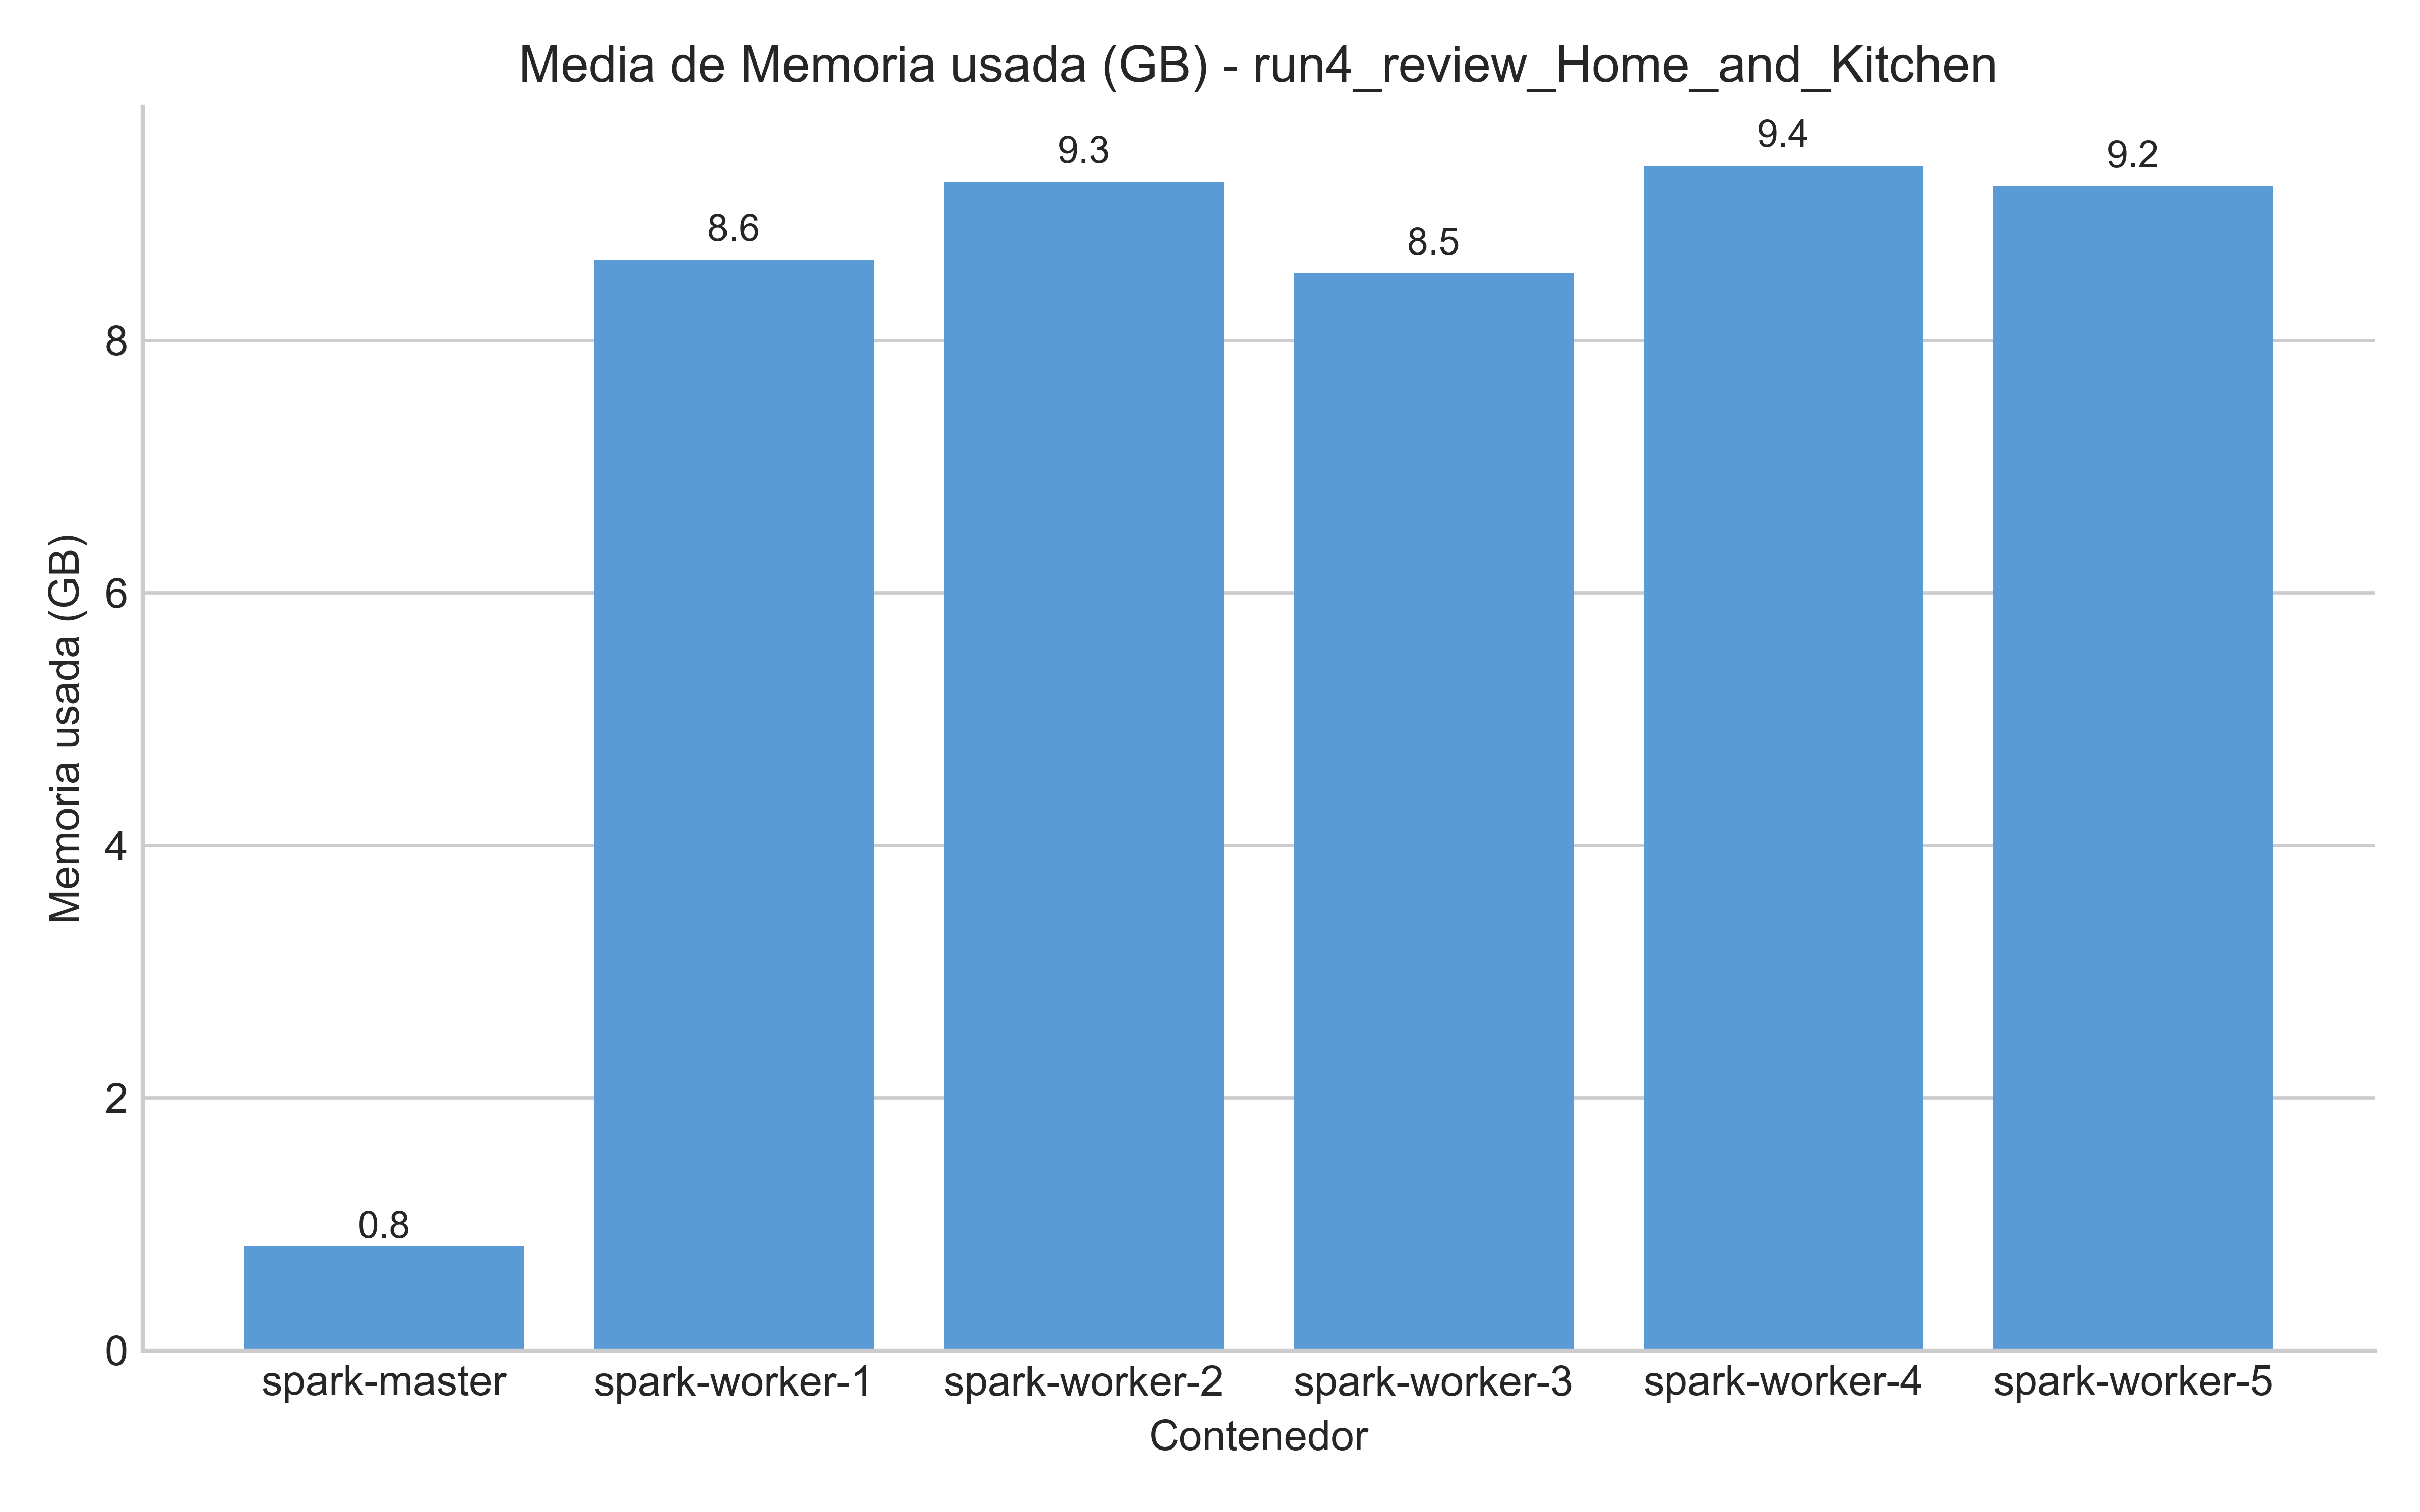 Media de Memoria usada (GB) - run4_review_Home_and_Kitchen
9.4
9.3
9.2
8.6
8.5
8
6
Memoria usada (GB)
4
2
0.8
0
spark-master spark-worker-1 spark-worker-2 spark-worker-3 spark-worker-4 spark-worker-5
Contenedor